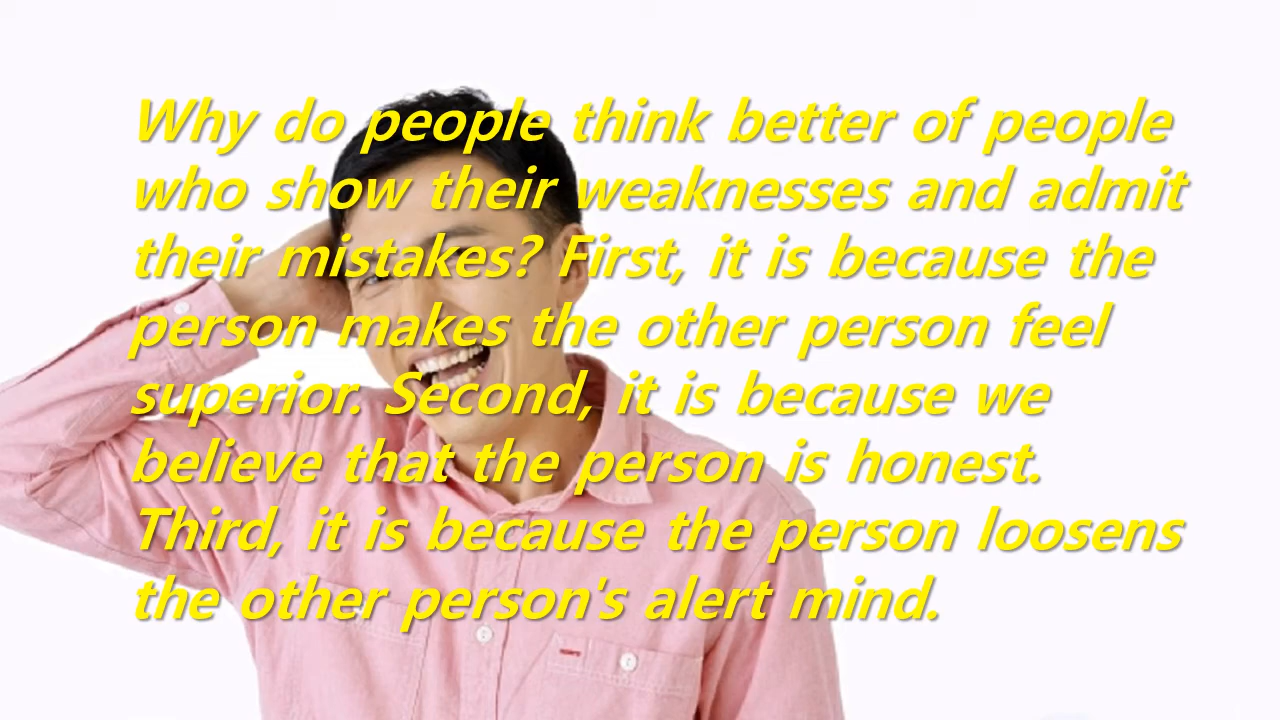 Why do people think better of people
who show their weaknesses and admit
their mistakes? First, it is because the
person makes the other person feel
superior. Second, it is because we
believe that the person is honest.
Third, it is because the person loosens
the other person's alert mind.